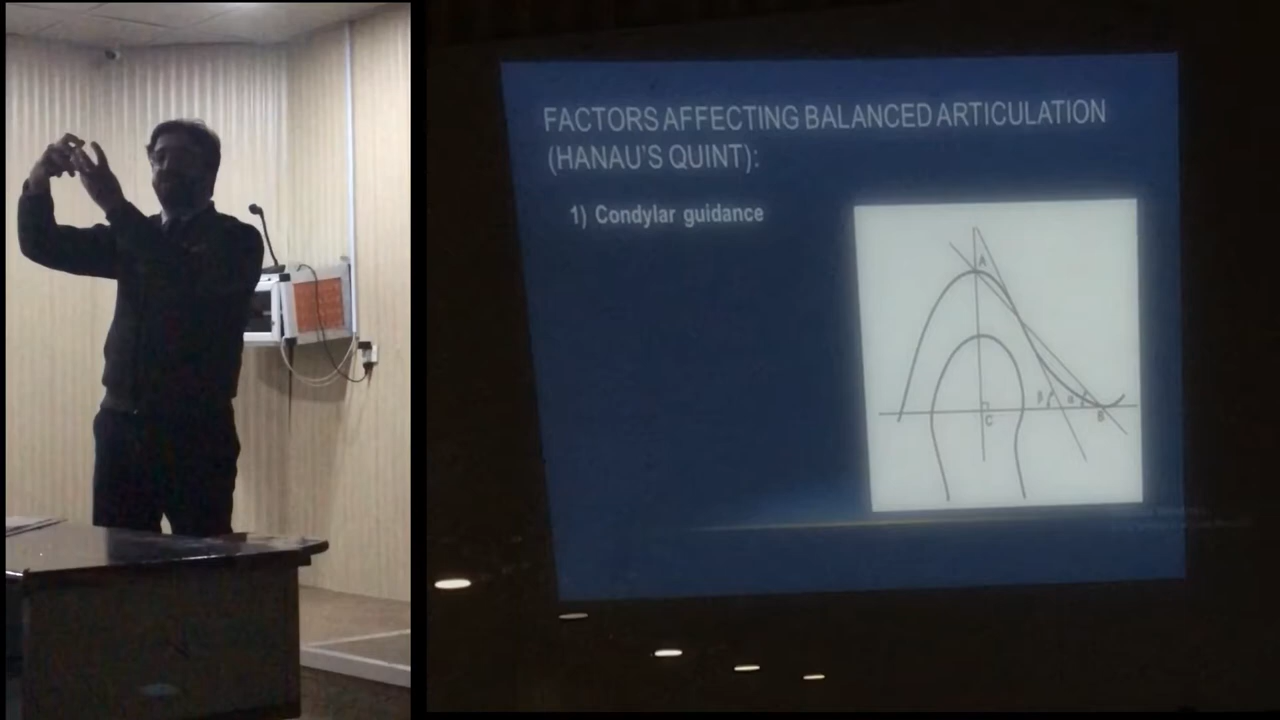 FACTORS AFFECTING BALANCED ARTICULATION
(HANAU'S QUINT):
1) Condylar guidance
A
B
C